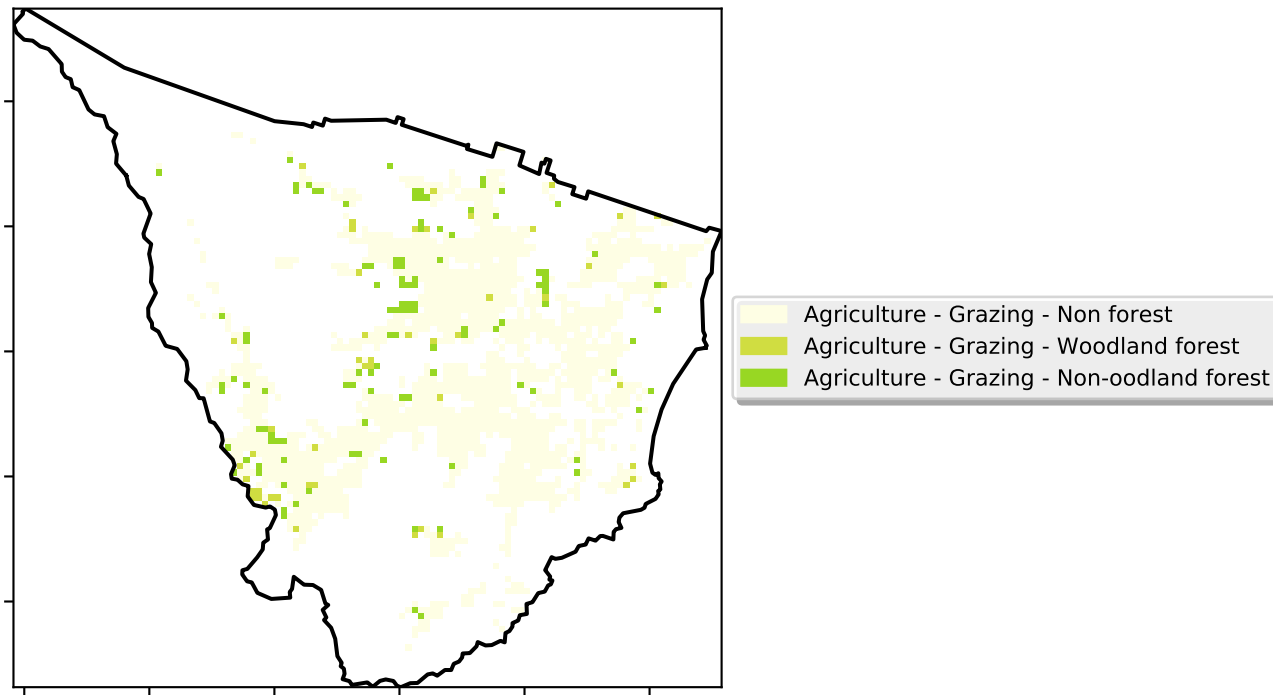 Agriculture - Grazing - Non forest
Agriculture - Grazing - Woodland forest
Agriculture - Grazing - Non-oodland forest